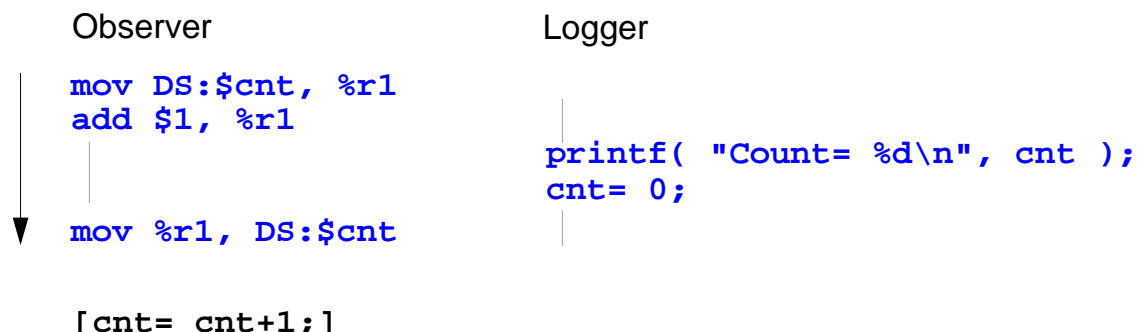 Observer
Logger
mov DS:$cnt, %r1
add $1, %r1
printf( "Count= %d\n", cnt );
cnt= 0;
mov %r1, DS:$cnt
[cnt= cnt+1;]